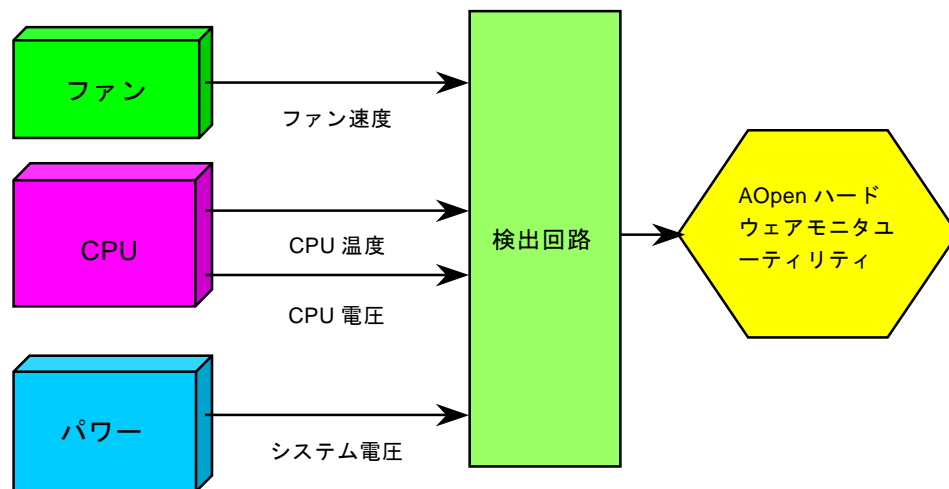 ファン
ファン速度
CPU
CPU 温度
CPU 電圧
パワー
システム電圧
検出回路
AOpen ハード
ウェアモニタユ
ーティリティ